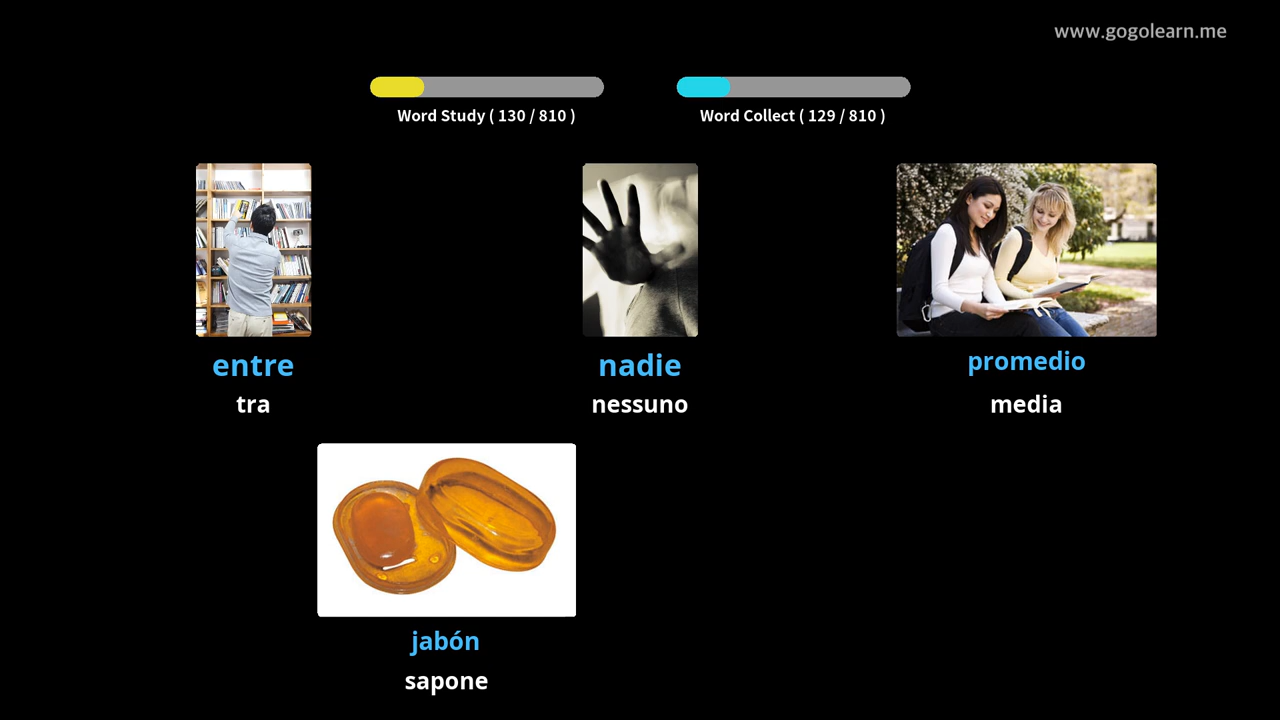 www.gogolearn.me
Word Study ( 130 / 810 )
Word Collect ( 129 / 810 )
entre
tra
nadie
nessuno
promedio
media
jabón
sapone